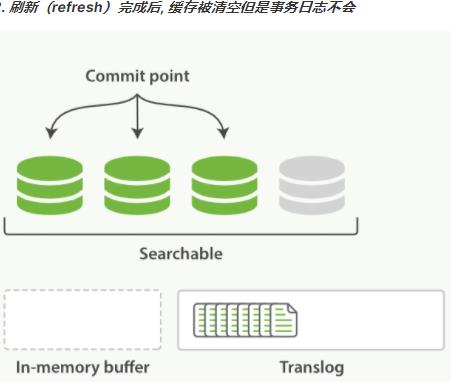 . 刷新（refresh）完成后, 缓存被清空但是事务日志不会
Commit point
Searchable
In-memory buffer
Translog